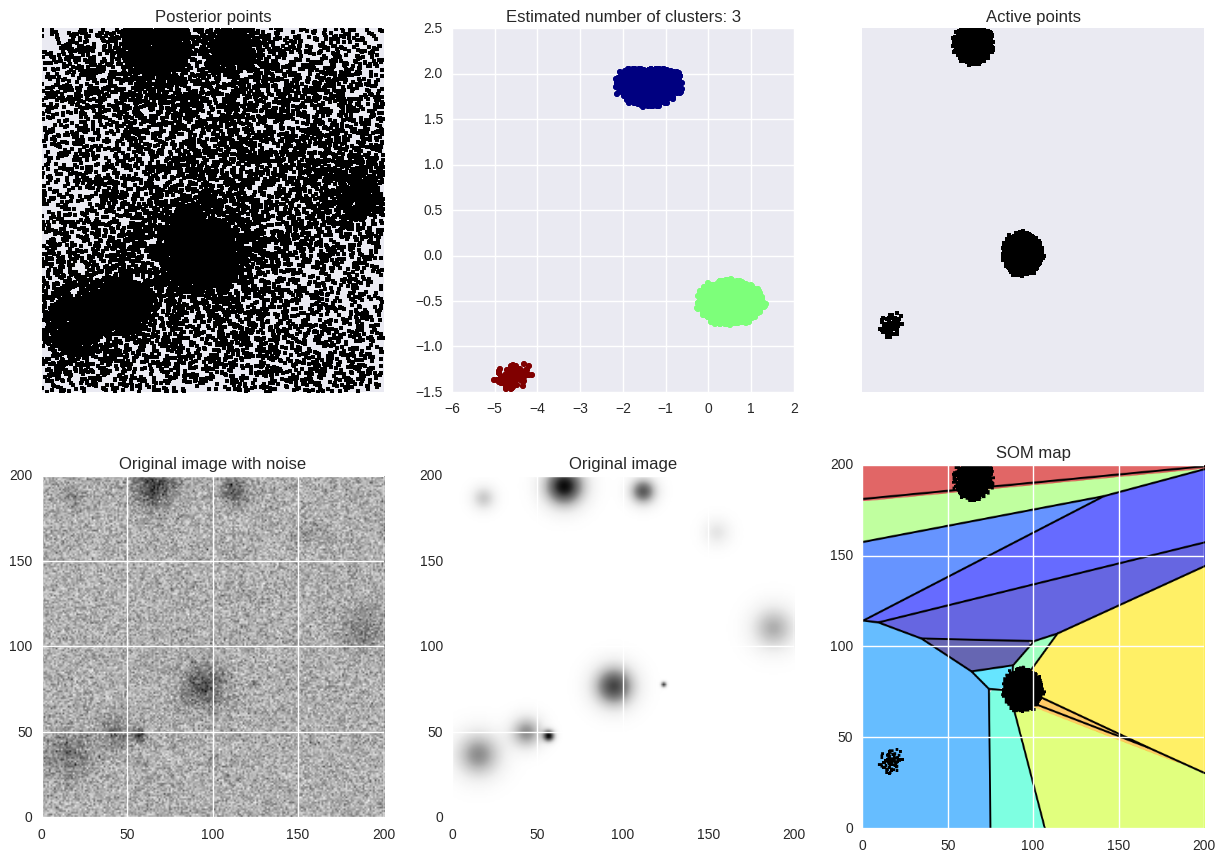 Posterior points
Estimated number of clusters: 3
Active points
2.5
2.0
1.5
1.0
0.5
0.0
−0.5
−1.0
−1.5
−6 −5 −4 −3 −2 −1 0 1 2
Original image with noise
Original image
SOM map
200
150
100
50
0
0 50 100 150 200
200
150
100
50
0
0 50 100 150 200
200
150
100
50
0
0 50 100 150 200